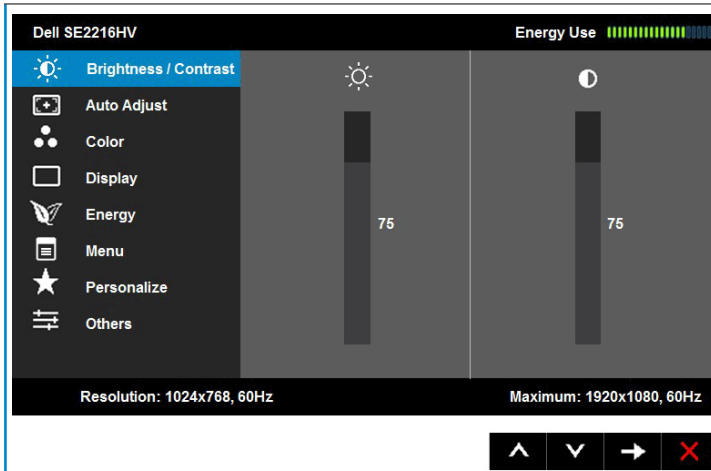 Dell SE2216HV Energy Use
Brightness / Contrast
Auto Adjust
Color
Display
Energy
Menu
Personalize
Others
75 75
Resolution: 1024x768, 60Hz Maximum: 1920x1080, 60Hz